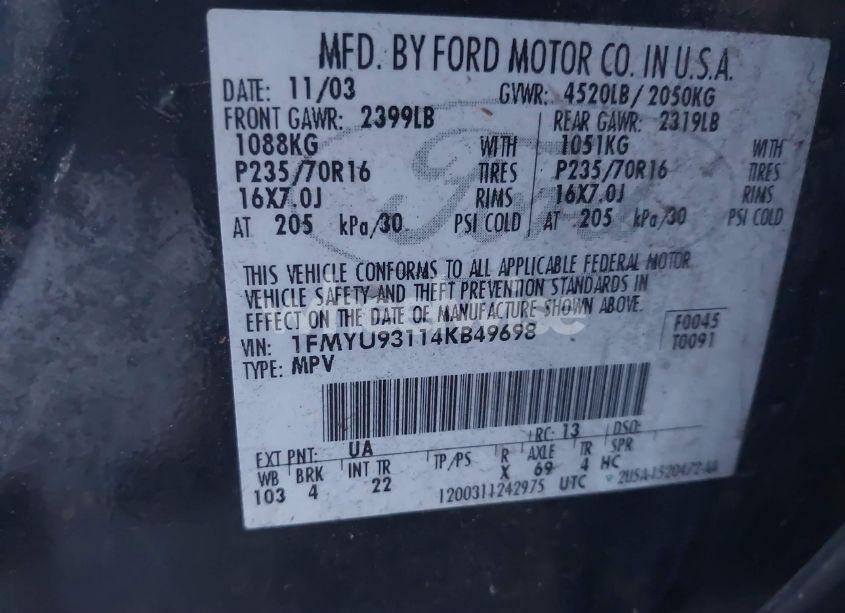 MFD. BY FORD MOTOR CO. IN U.S.A.
DATE: 11/03 GVWR: 4520LB/ 2050KG
FRONT GAWR: 2399LB REAR GAWR: 2319LB
1088KG WITH 1051KG WITH
P235/70R16 TIRES P235/70R16 TIRES
16X7.0J RIMS 16X7.0J RIMS
AT 205 kPa/30 PSI COLD AT 205 kPa/30 PSI COLD
Ford
THIS VEHICLE CONFORMS TO ALL APPLICABLE FEDERAL MOTOR
VEHICLE SAFETY AND THEFT PREVENTION STANDARDS IN
EFFECT ON THE DATE OF MANUFACTURE SHOWN ABOVE.
VIN: 1FMYU93114KB49698 F0045
TYPE: MPV T0091
EXT PNT: UA RC: 13 DSO:
WB BRK INT TR TP/PS R AXLE TR SPR
103 4 22 X 69 4 HC
1200311242975 UTC